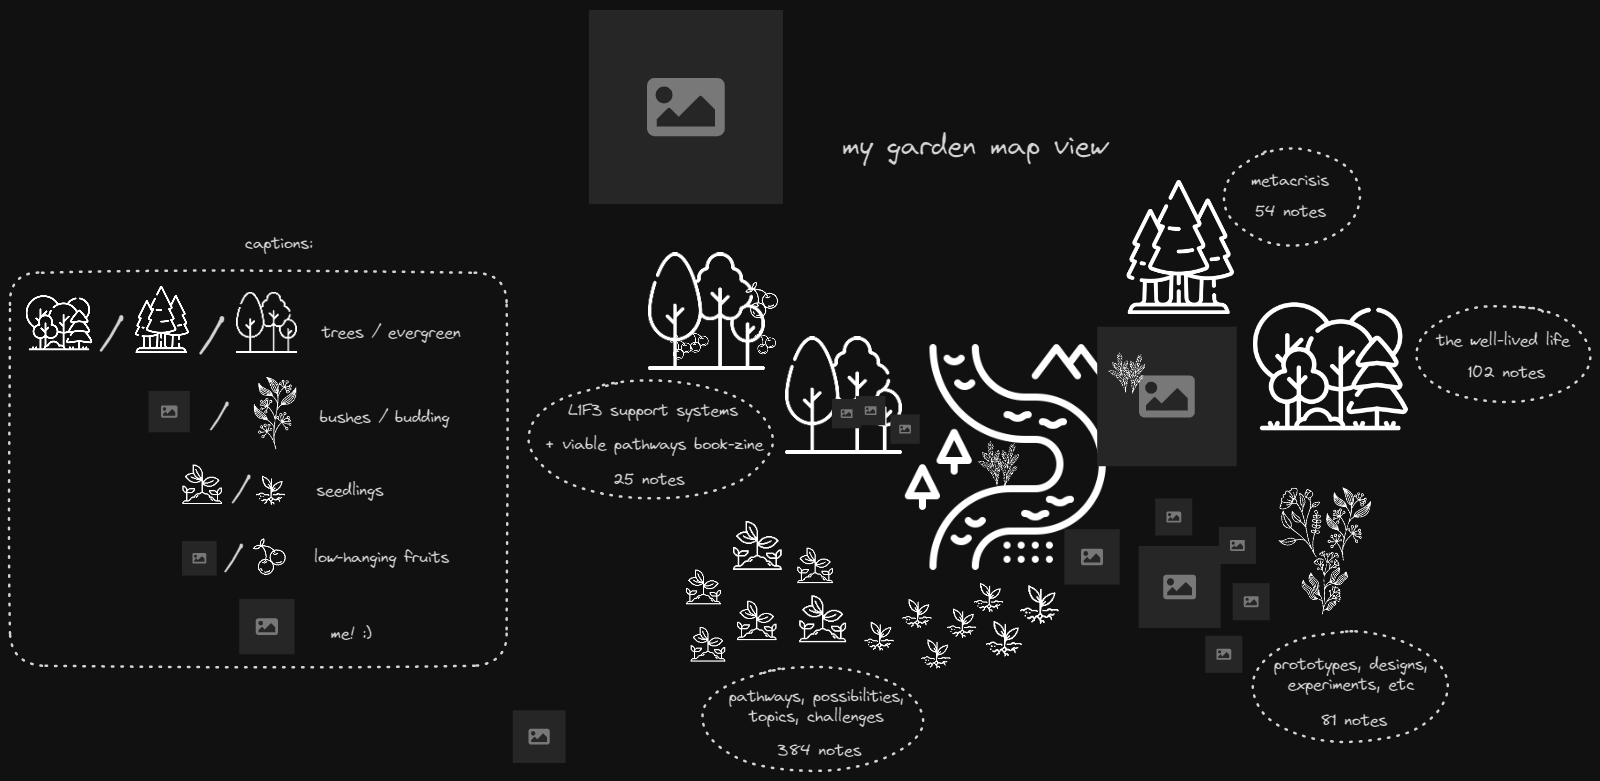 my garden map view
metacrisis
54 notes
captions:
trees / evergreen
the well-lived life
102 notes
bushes / budding
L1F3 support systems
+ viable pathways book-zine
25 notes
seedlings
low-hanging fruits
me! :)
pathways, possibilities,
topics, challenges
384 notes
prototypes, designs,
experiments, etc
81 notes